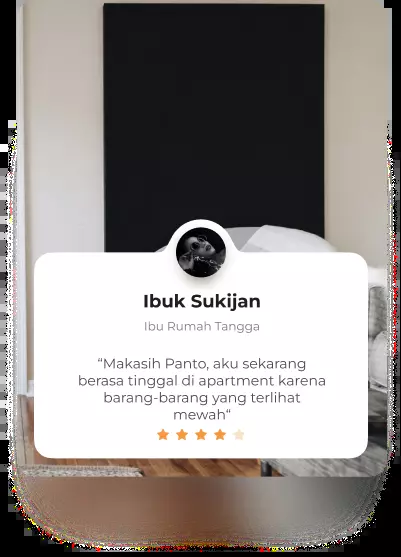 Ibuk Sukijan
Ibu Rumah Tangga
“Makasih Panto, aku sekarang
berasa tinggal di apartment karena
barang-barang yang terlihat
mewah“